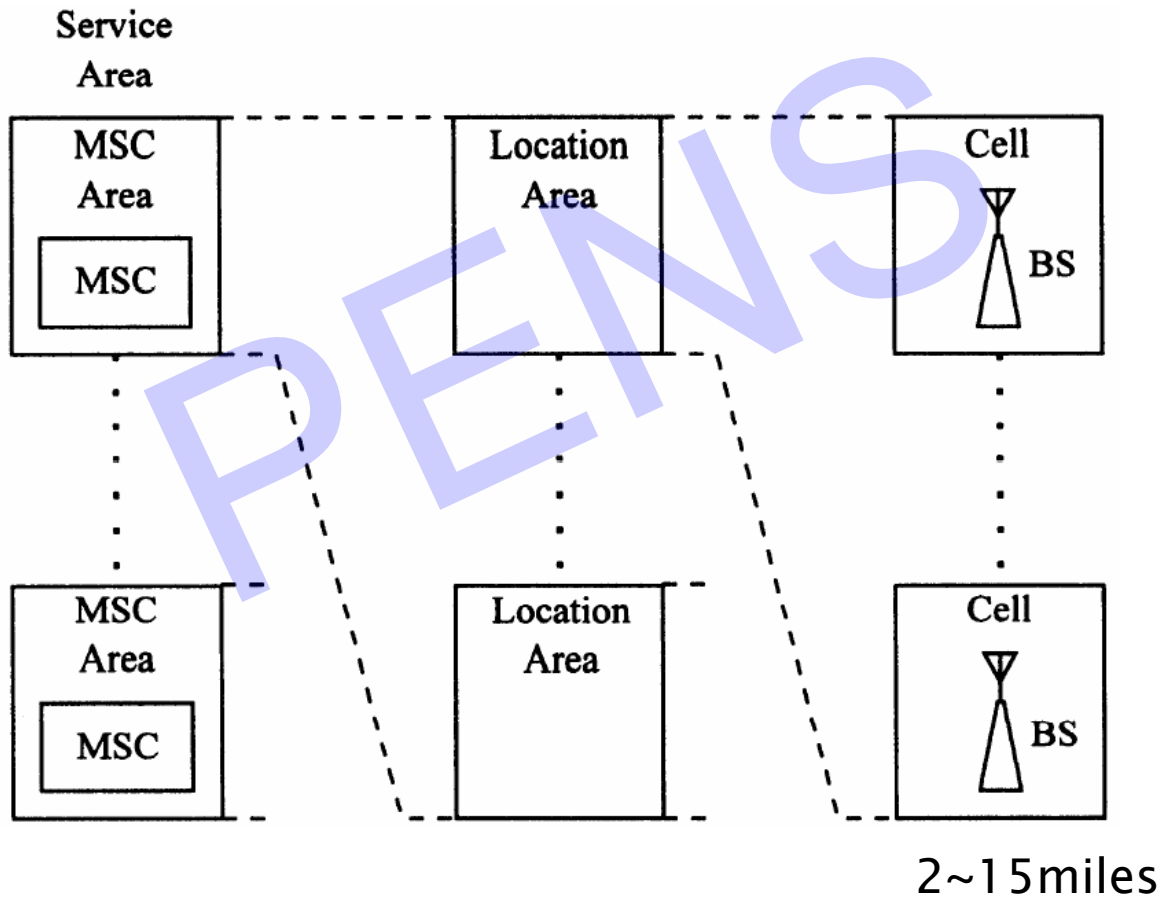 Service
Area
MSC
Area
MSC
Location
Area
Cell
BS
MSC
Area
MSC
Location
Area
Cell
BS
2~15miles
PENS